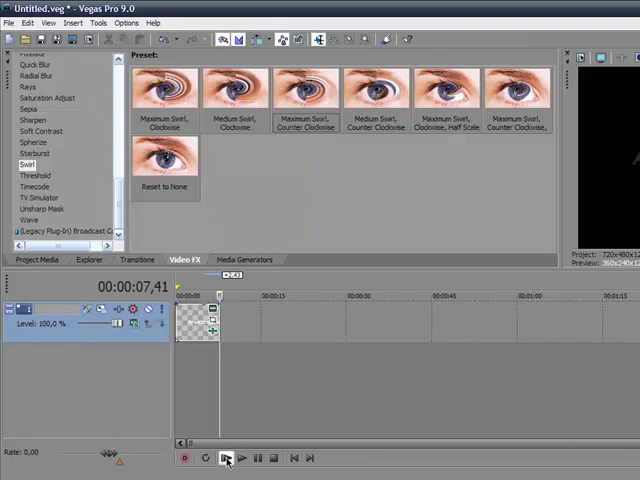 Untitled.veg * - Vegas Pro 9.0
File Edit View Insert Tools Options Help
Quick Blur
Radial Blur
Rays
Saturation Adjust
Sepia
Sharpen
Soft Contrast
Spherize
Starburst
Swirl
Threshold
Timecode
TV Simulator
Unsharp Mask
Wave
(Legacy Plug-In) Broadcast C
Preset:
Maximum Swirl, Clockwise
Medium Swirl, Clockwise
Maximum Swirl, Counter Clockwise
Medium Swirl, Counter Clockwise
Maximum Swirl, Clockwise, Half Scale
Maximum Swirl, Counter Clockwise,
Reset to None
Project Media Explorer Transitions Video FX Media Generators
Project: 720x480x12
Preview: 360x240x12
00:00:07,41
00:00:00 00:00:15 00:00:30 00:00:45 00:01:00 00:01:15
1
Level: 100,0 %
Rate: 0,00